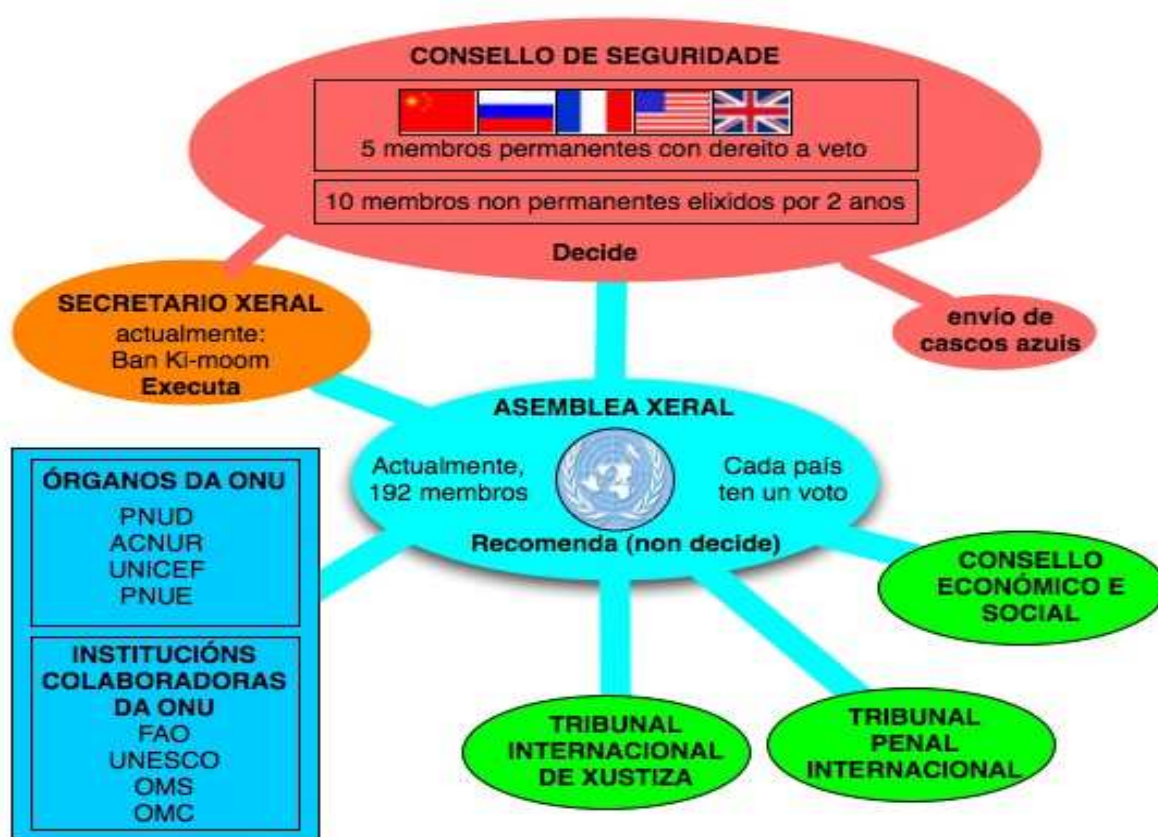 CONSELLO DE SEGURIDADE
5 membros permanentes con dereito a veto
10 membros non permanentes elixidos por 2 anos
Decide
SECRETARIO XERAL
actualmente:
Ban Ki-moom
Executa
envío de
cascos azuis
ASEMBLEA XERAL
Actualmente,
192 membros
Cada país
ten un voto
Recomenda (non decide)
ÓRGANOS DA ONU
PNUD
ACNUR
UNICEF
PNUE
INSTITUCIÓNS
COLABORADORAS
DA ONU
FAO
UNESCO
OMS
OMC
CONSELLO
ECONÓMICO E
SOCIAL
TRIBUNAL
INTERNACIONAL
DE XUSTIZA
TRIBUNAL
PENAL
INTERNACIONAL